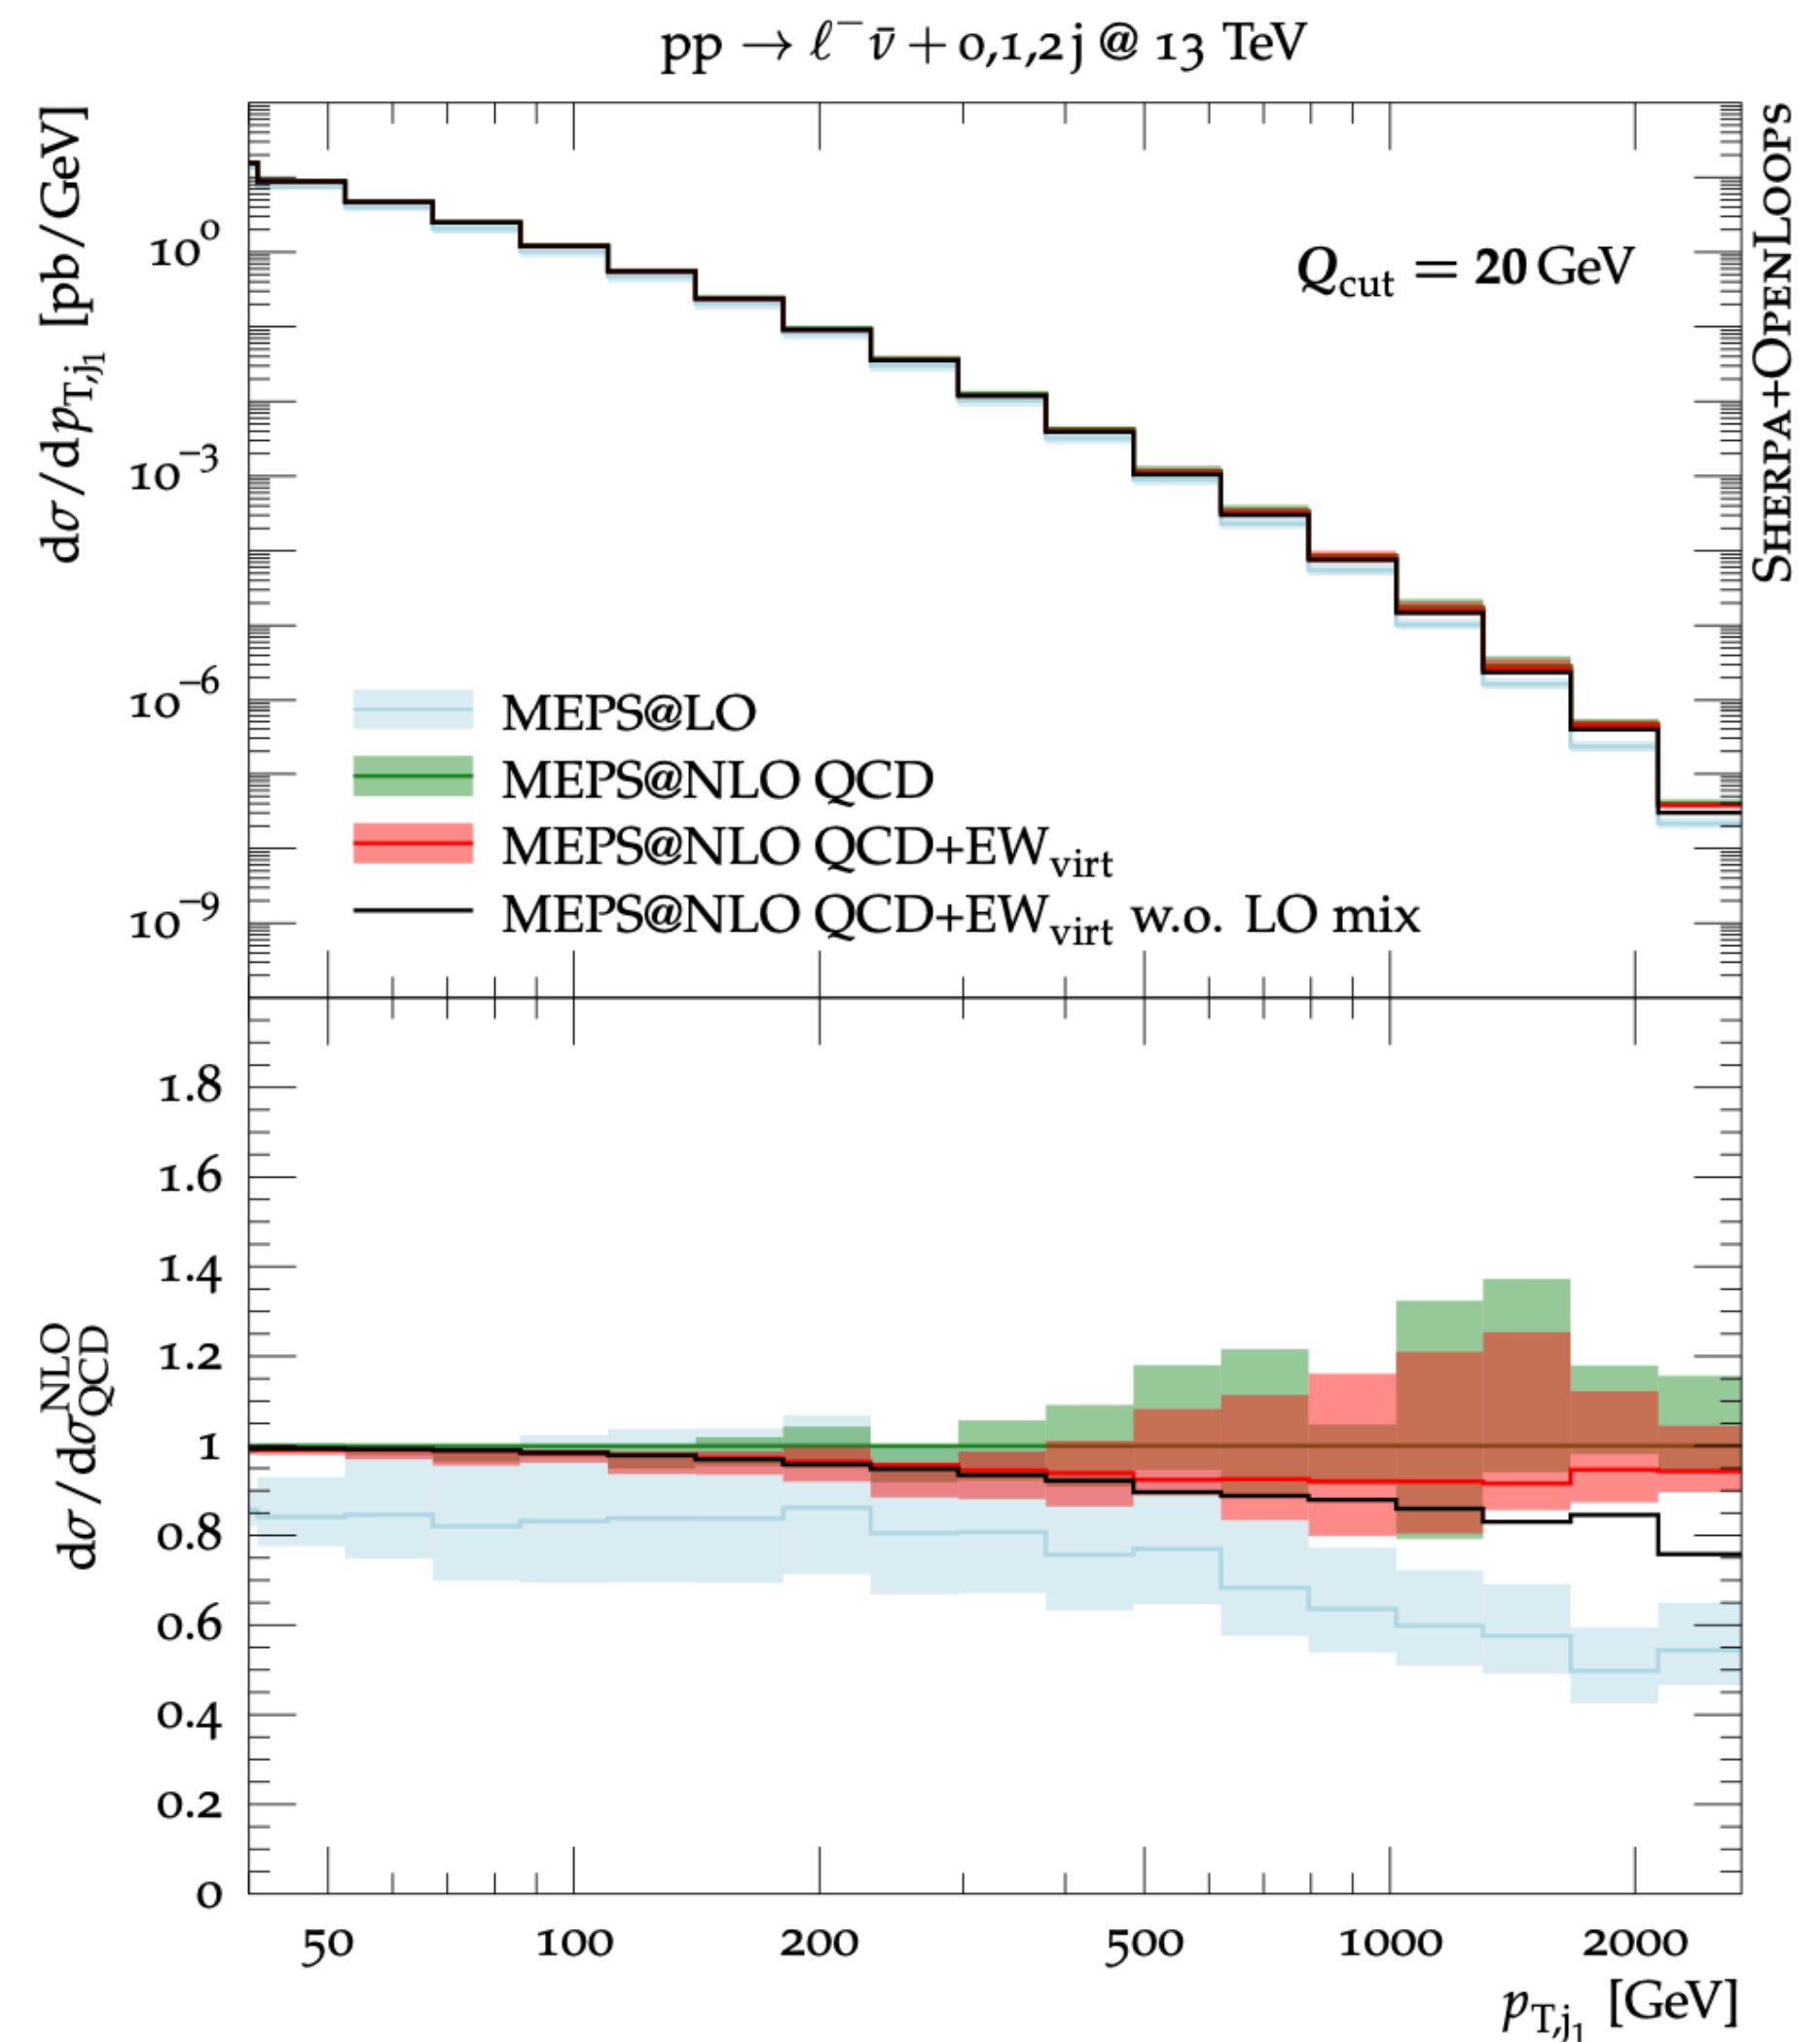 pp → ℓ⁻ ν̄ + 0,1,2 j @ 13 TeV
dσ/dp_{T,j₁} [pb/GeV]
10⁰
10⁻³
10⁻⁶
10⁻⁹
Q_cut = 20 GeV
SHERPA+OPENLOOPS
MEPS@LO
MEPS@NLO QCD
MEPS@NLO QCD+EW_virt
MEPS@NLO QCD+EW_virt w.o. LO mix
dσ/dσ^NLO_QCD
1.8
1.6
1.4
1.2
1
0.8
0.6
0.4
0.2
0
50 100 200 500 1000 2000
p_{T,j₁} [GeV]